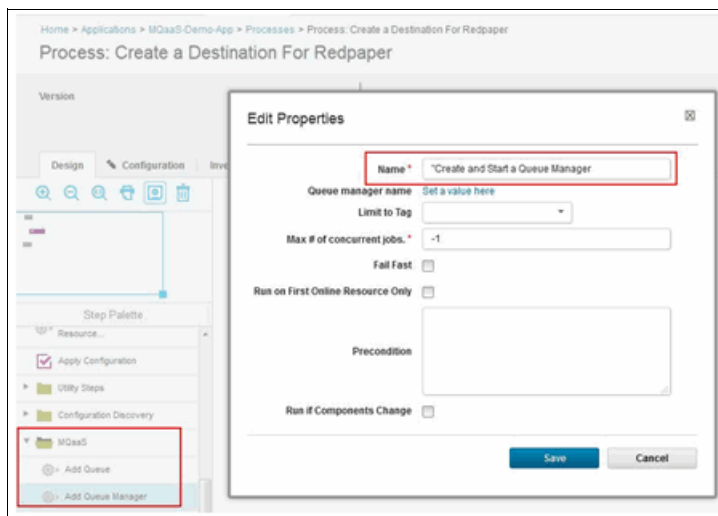 Home > Applications > MQaaS-Demo-App > Processes > Process: Create a Destination For Redpaper
Process: Create a Destination For Redpaper
Version
Design
Configuration
Inve
Step Palette
Resource...
Apply Configuration
Utility Steps
Configuration Discovery
MQaaS
Add Queue
Add Queue Manager
Edit Properties
Name * "Create and Start a Queue Manager
Queue manager name Set a value here
Limit to Tag
Max # of concurrent jobs. * -1
Fail Fast
Run on First Online Resource Only
Precondition
Run if Components Change
Save Cancel